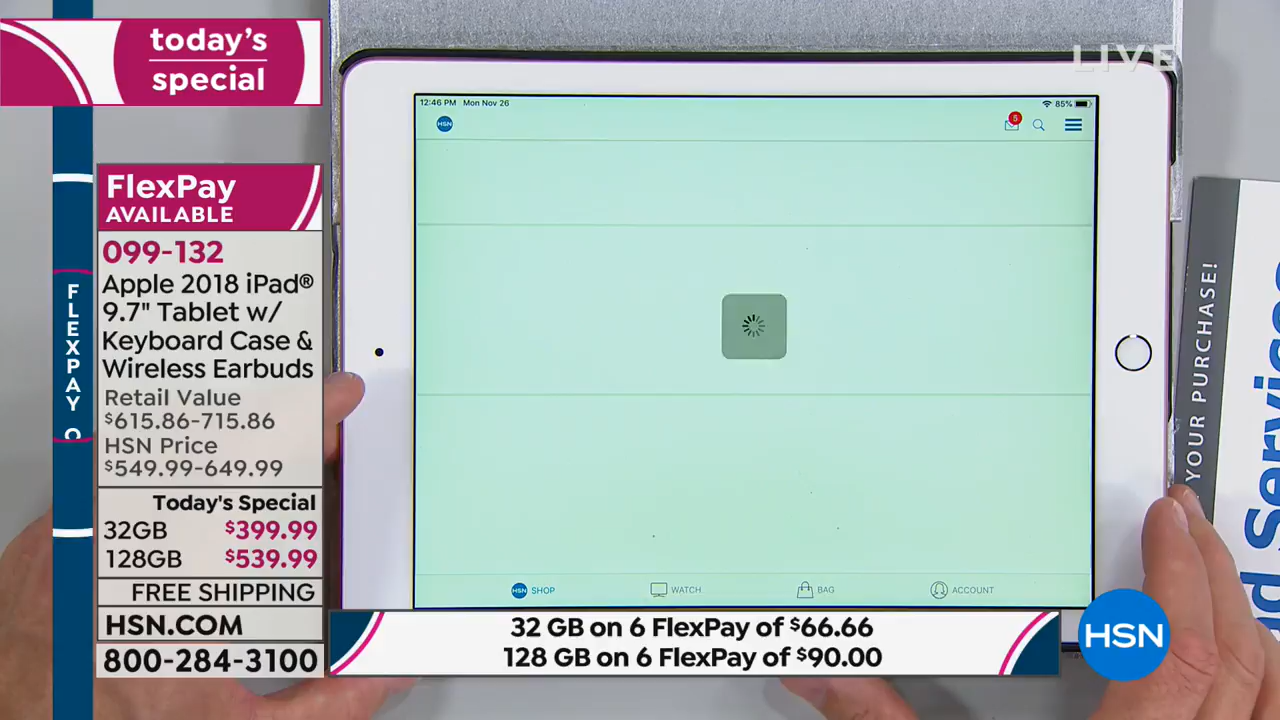 today's
special
LIVE
12:46 PM Mon Nov 26
85%
HSN
5
FlexPay
AVAILABLE
099-132
Apple 2018 iPad®
9.7" Tablet w/
Keyboard Case &
Wireless Earbuds
Retail Value
$615.86-715.86
HSN Price
$549.99-649.99
Today's Special
32GB $399.99
128GB $539.99
FREE SHIPPING
HSN.COM
800-284-3100
FLEXPAY
HSN SHOP
WATCH
BAG
ACCOUNT
32 GB on 6 FlexPay of $66.66
128 GB on 6 FlexPay of $90.00
HSN
YOUR PURCHASE!
d Services